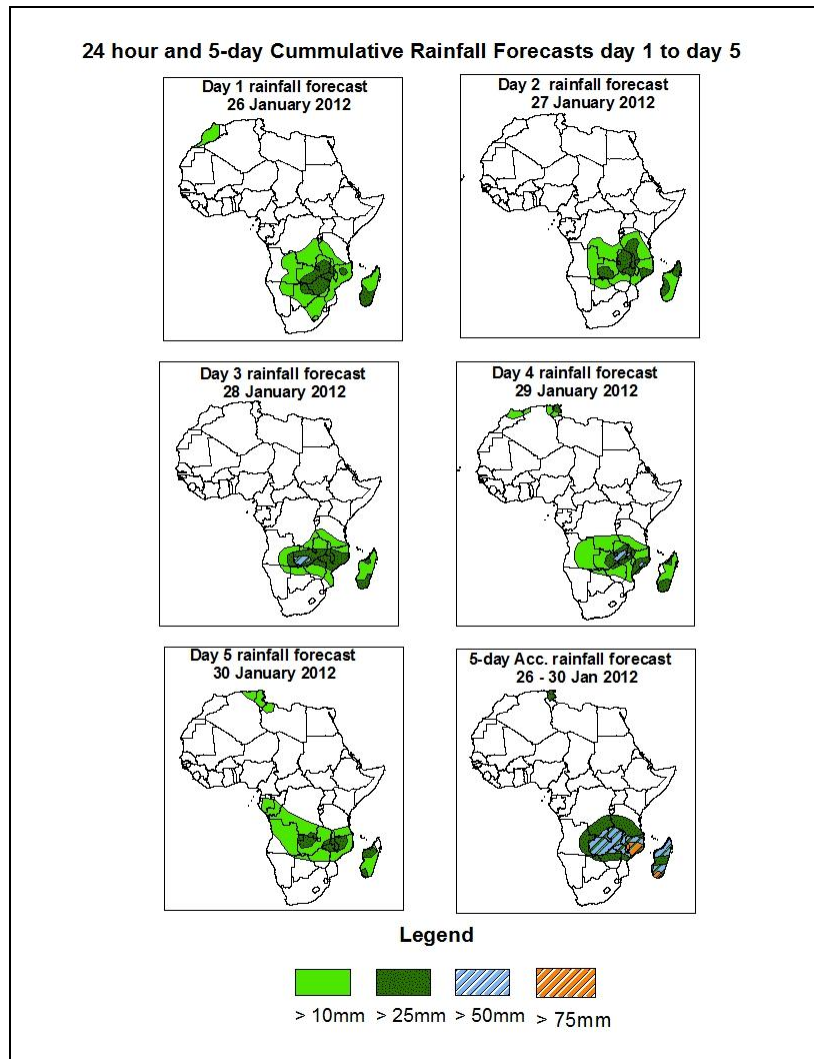 24 hour and 5-day Cummulative Rainfall Forecasts day 1 to day 5
Day 1 rainfall forecast
26 January 2012
Day 2 rainfall forecast
27 January 2012
Day 3 rainfall forecast
28 January 2012
Day 4 rainfall forecast
29 January 2012
Day 5 rainfall forecast
30 January 2012
5-day Acc. rainfall forecast
26 - 30 Jan 2012
Legend
> 10mm > 25mm > 50mm > 75mm